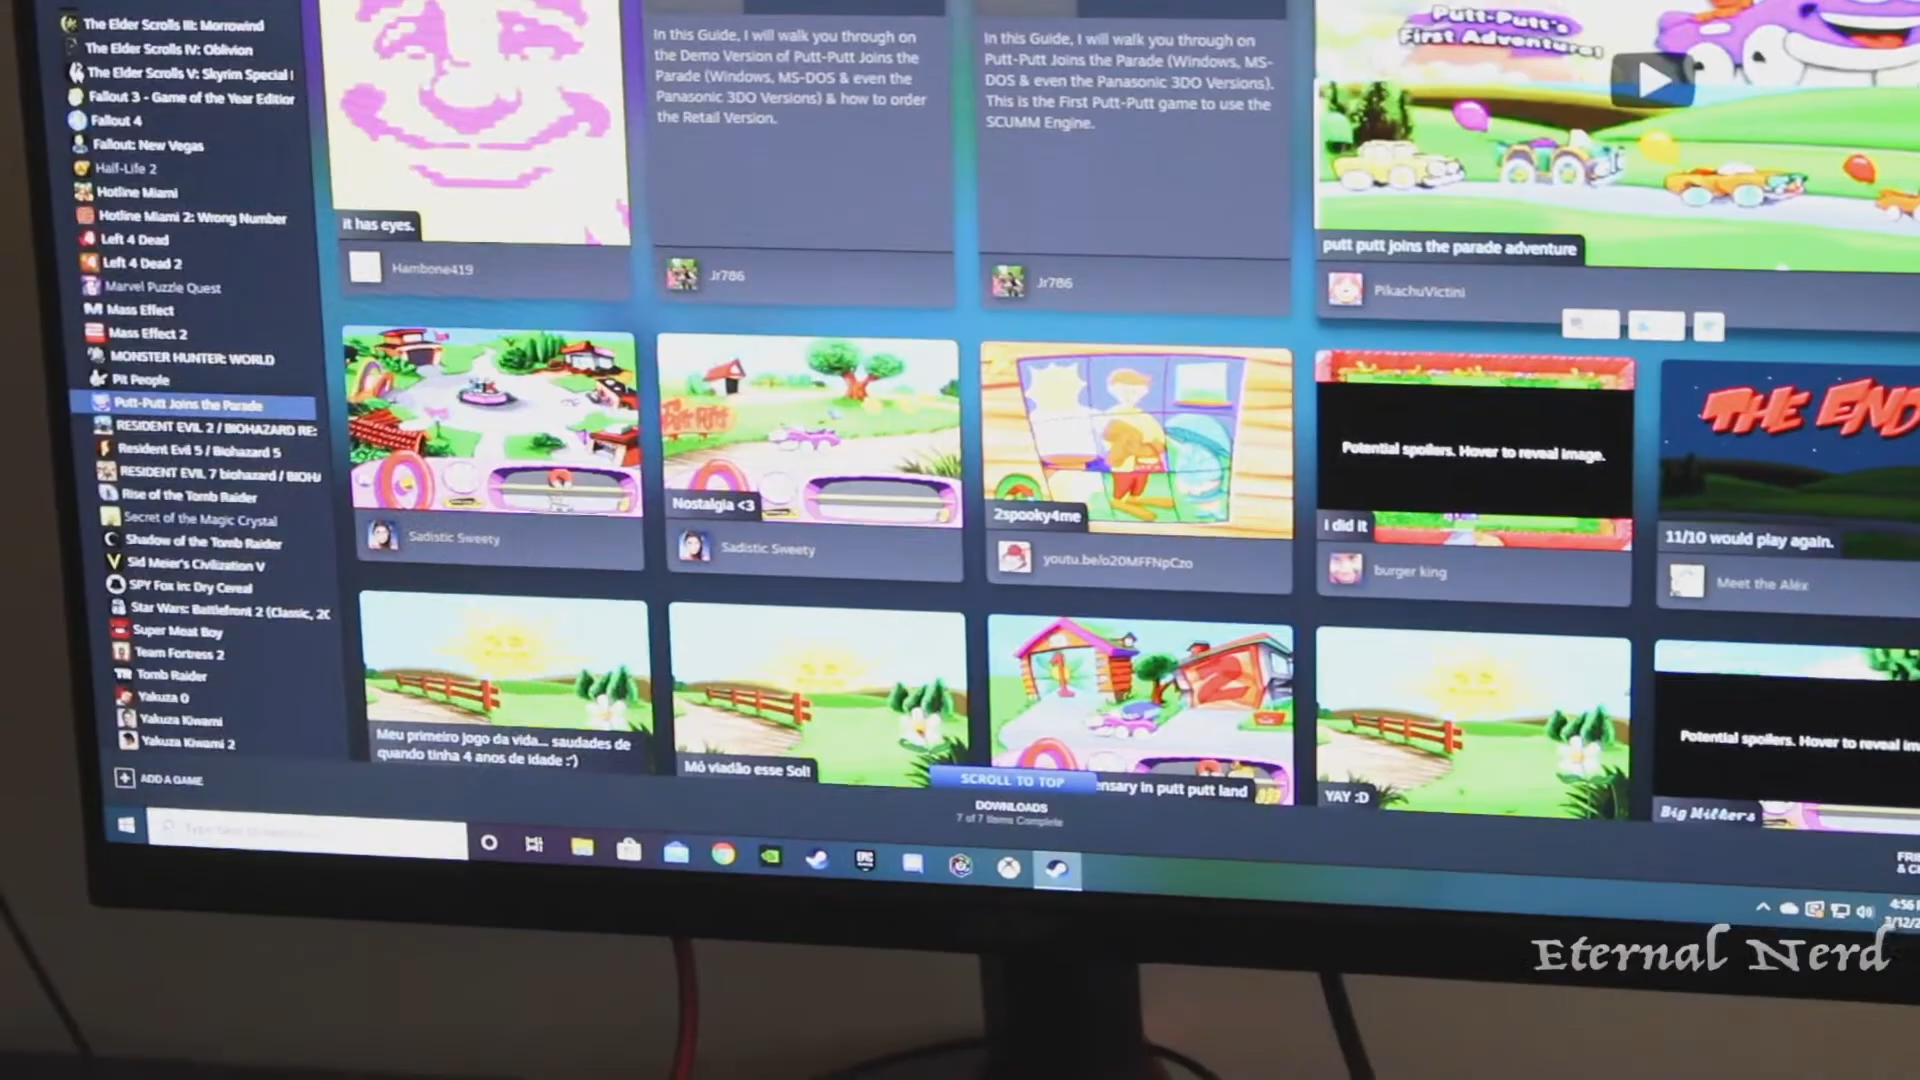 The Elder Scrolls III: Morrowind
The Elder Scrolls IV: Oblivion
The Elder Scrolls V: Skyrim Special
Fallout 3 - Game of the Year Edition
Fallout 4
Fallout: New Vegas
Half-Life 2
Hotline Miami
Hotline Miami 2: Wrong Number
Left 4 Dead
Left 4 Dead 2
Marvel Puzzle Quest
Mass Effect
Mass Effect 2
MONSTER HUNTER: WORLD
Pit People
Putt-Putt Joins the Parade
RESIDENT EVIL 2 / BIOHAZARD RE:
Resident Evil 5 / Biohazard 5
RESIDENT EVIL 7 biohazard / BIOH
Rise of the Tomb Raider
Secret of the Magic Crystal
Shadow of the Tomb Raider
Sid Meier's Civilization V
SPY Fox in: Dry Cereal
Star Wars: Battlefront 2 (Classic, 20
Super Meat Boy
Team Fortress 2
Tomb Raider
Yakuza 0
Yakuza Kiwami
Yakuza Kiwami 2
ADD A GAME
it has eyes.
Hambone419
In this Guide, I will walk you through on
the Demo Version of Putt-Putt Joins the
Parade (Windows, MS-DOS & even the
Panasonic 3DO Versions) & how to order
the Retail Version.
Jr786
In this Guide, I will walk you through on
Putt-Putt Joins the Parade (Windows, MS-
DOS & even the Panasonic 3DO Versions).
This is the First Putt-Putt game to use the
SCUMM Engine.
Jr786
Putt-Putt's
First Adventure!
putt putt joins the parade adventure
PikachuVictini
Sadistic Sweety
Nostalgia <3
Sadistic Sweety
2spooky4me
youtu.be/o20MFFNpCzo
Potential spoilers. Hover to reveal image.
I did it
burger king
THE END
11/10 would play again.
Meet the Aléx
Meu primeiro jogo da vida... saudades de
quando tinha 4 anos de idade :')
Mó viadão esse Sol!
1
2
ensary in putt putt land
YAY :D
Potential spoilers. Hover to reveal im
Big Milkers
SCROLL TO TOP
DOWNLOADS
7 of 7 Items Complete
FRI
& C
EPIC
4:56
Eternal Nerd